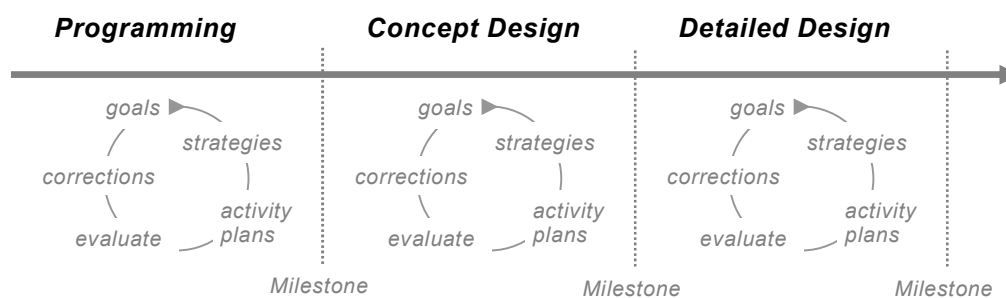 Programming
Concept Design
Detailed Design
goals
strategies
activity
plans
evaluate
corrections
Milestone
goals
strategies
activity
plans
evaluate
corrections
Milestone
goals
strategies
activity
plans
evaluate
corrections
Milestone